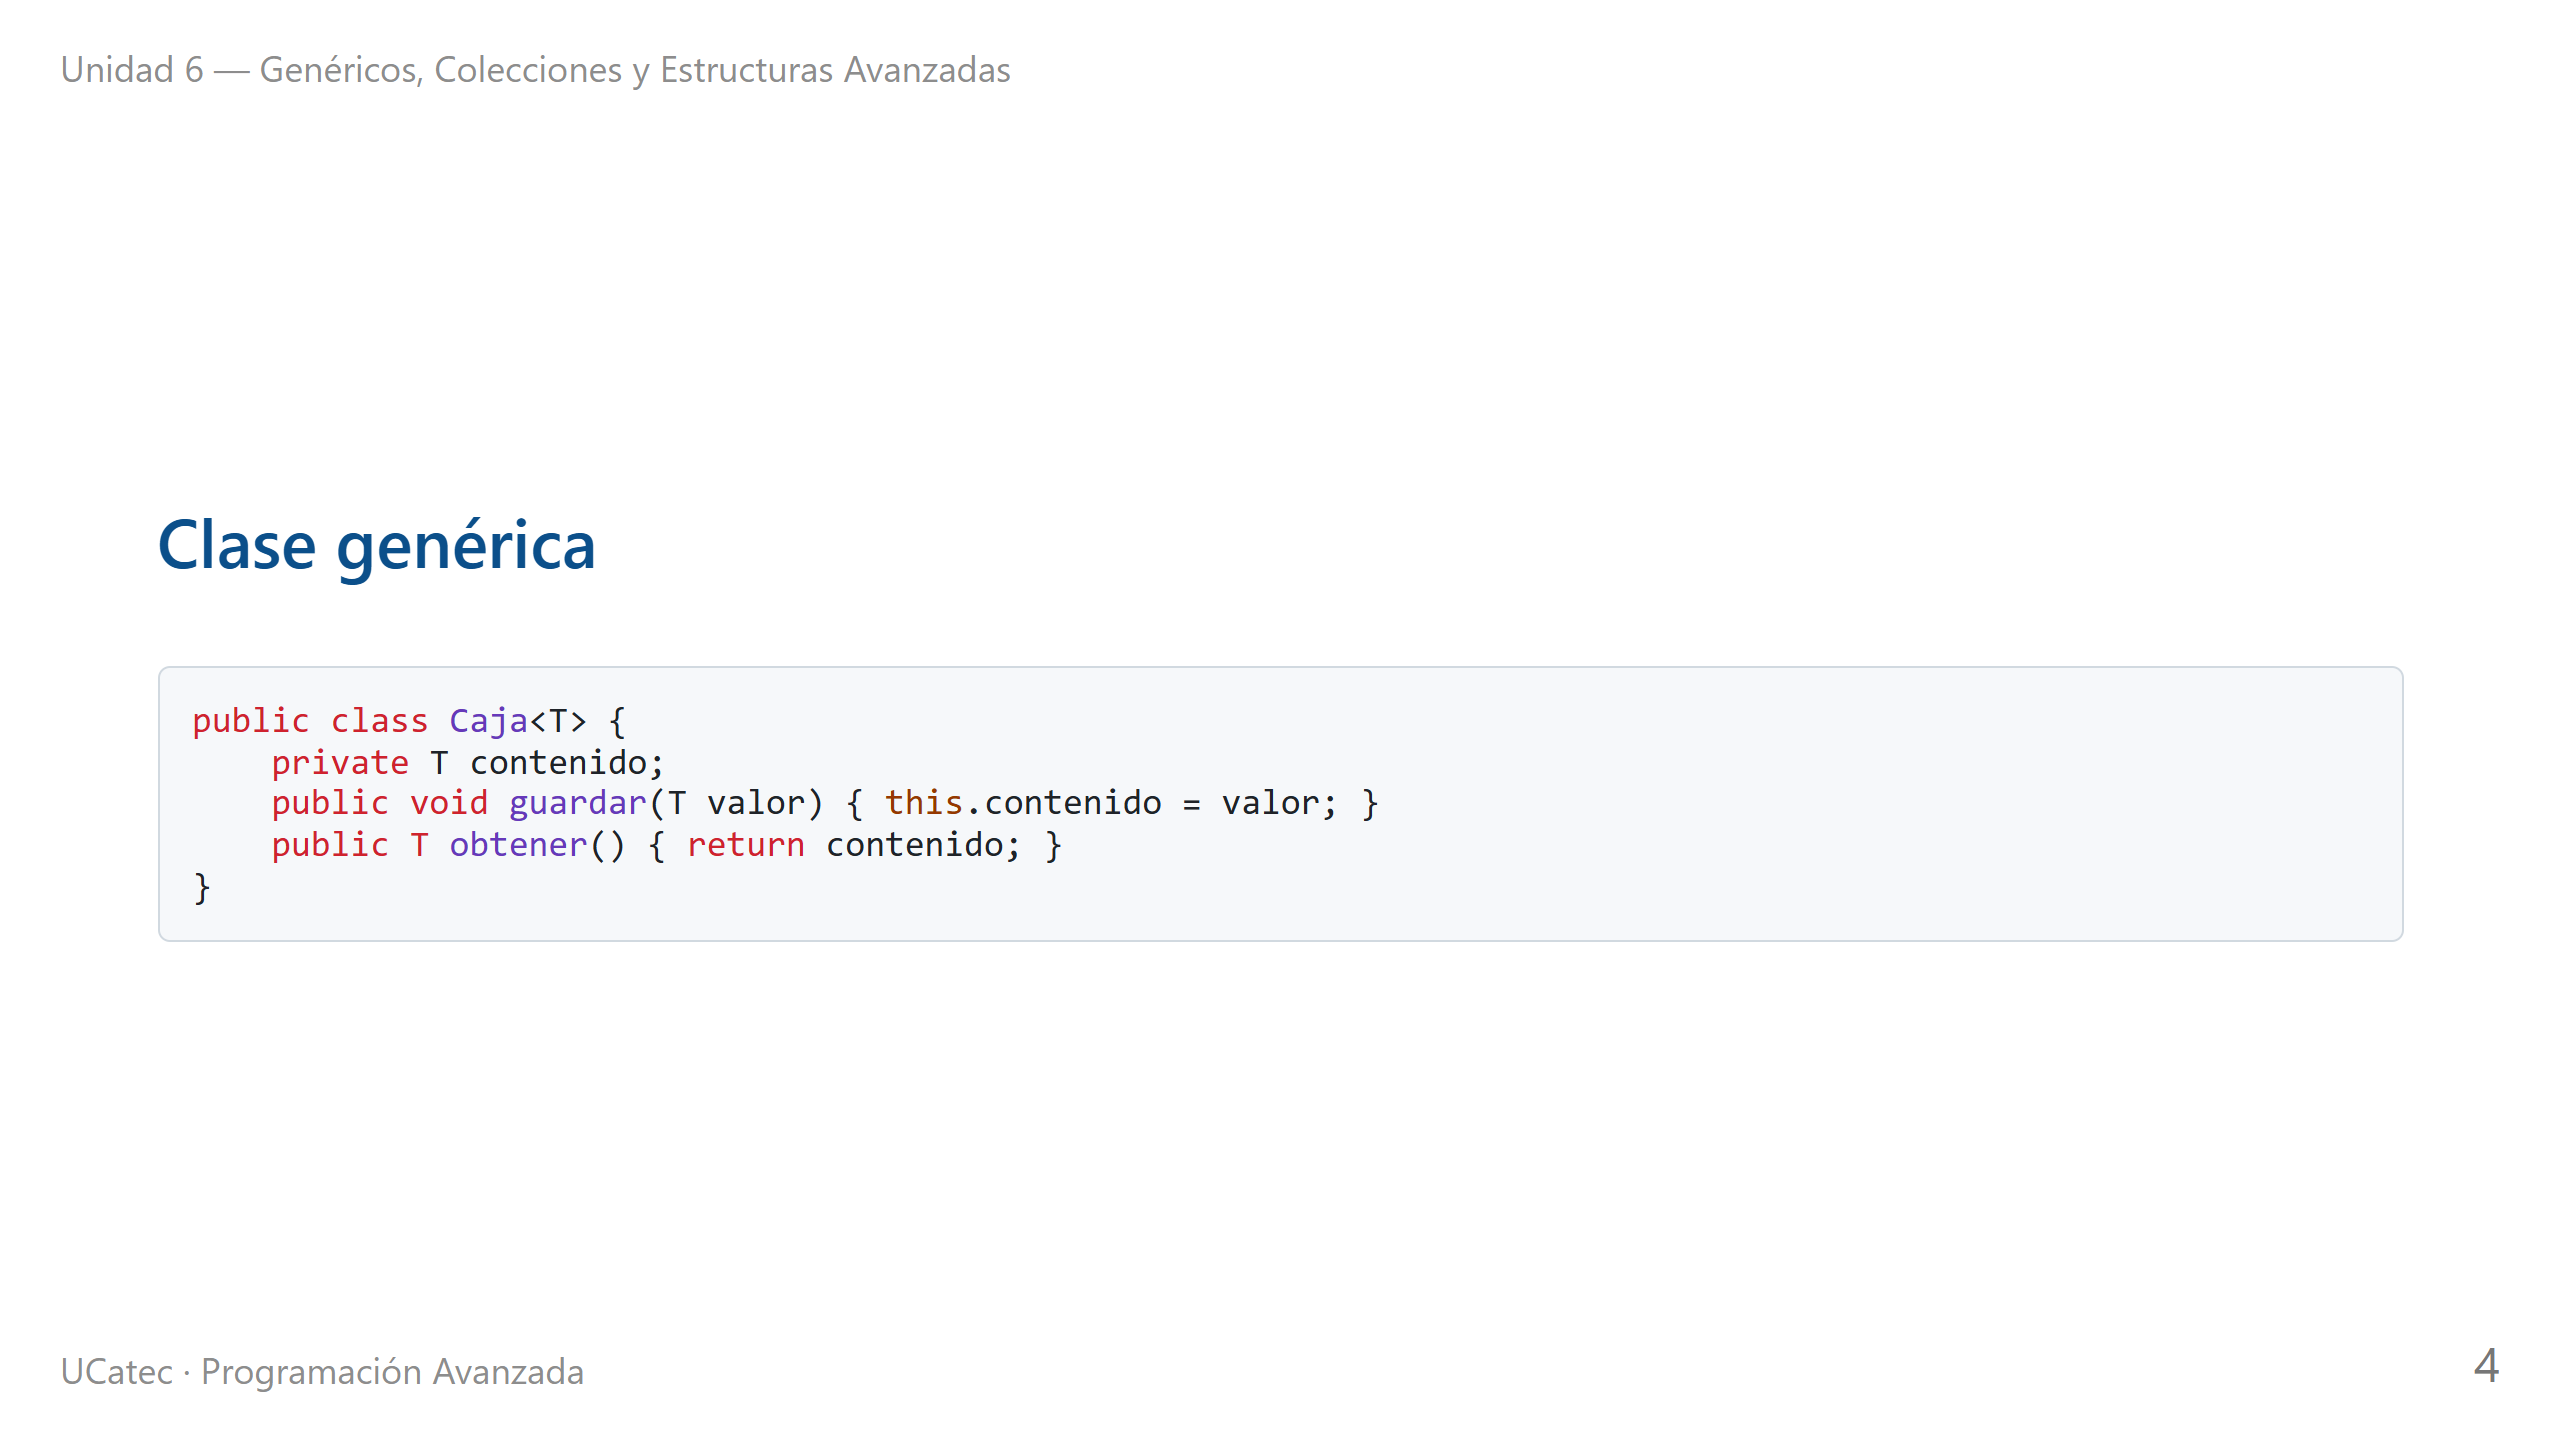 Unidad 6 — Genéricos, Colecciones y Estructuras Avanzadas
Clase genérica
public class Caja<T> {
    private T contenido;
    public void guardar(T valor) { this.contenido = valor; }
    public T obtener() { return contenido; }
}
UCatec · Programación Avanzada
4